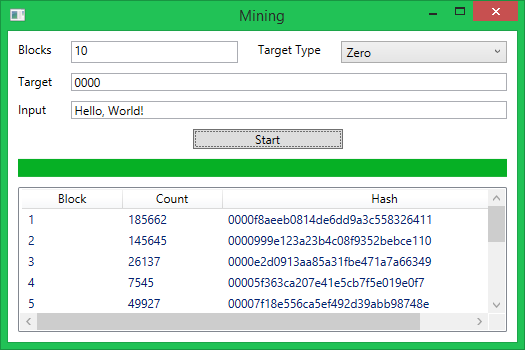 Mining
Blocks 10 Target Type Zero
Target 0000
Input Hello, World!
Start
Block Count Hash
1 185662 0000f8aeeb0814de6dd9a3c558326411
2 145645 0000999e123a23b4c08f9352bebce110
3 26137 0000e2d0913aa85a31fbe471a7a66349
4 7545 00005f363ca207e41e5cb7f5e019e0f7
5 49927 00007f18e556ca5ef492d39abb98748e